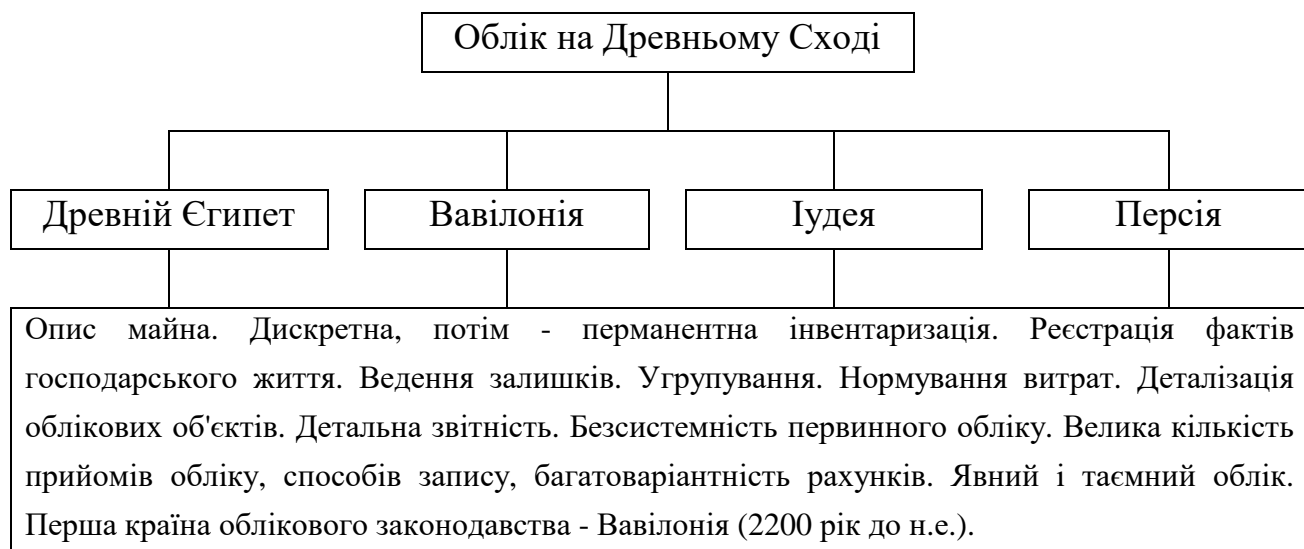 Облік на Древньому Сході
Древній Єгипет
Вавілонія
Іудея
Персія
Опис майна. Дискретна, потім - перманентна інвентаризація. Реєстрація фактів
господарського життя. Ведення залишків. Угрупування. Нормування витрат. Деталізація
облікових об'єктів. Детальна звітність. Безсистемність первинного обліку. Велика кількість
прийомів обліку, способів запису, багатоваріантність рахунків. Явний і таємний облік.
Перша країна облікового законодавства - Вавілонія (2200 рік до н.е.).